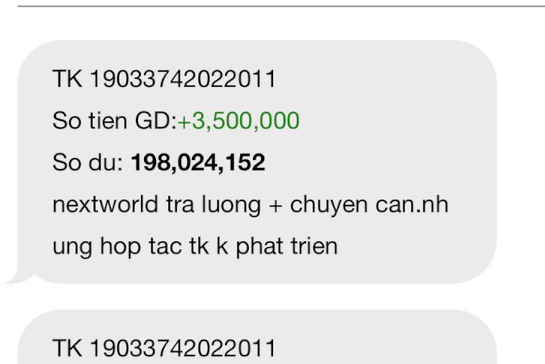 TK 19033742022011
So tien GD:+3,500,000
So du: 198,024,152
nextworld tra luong + chuyen can.nh
ung hop tac tk k phat trien
TK 19033742022011